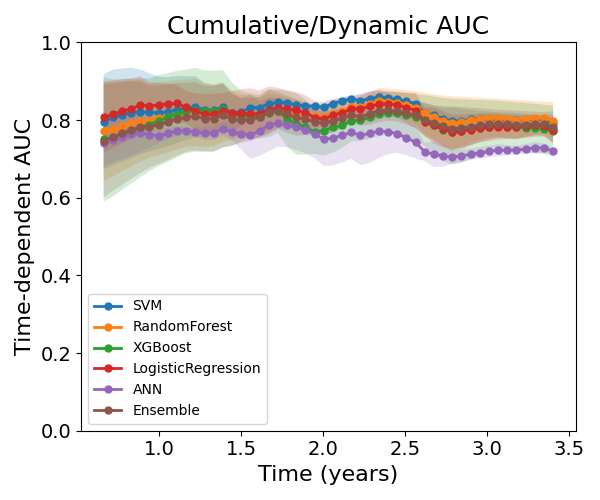 Cumulative/Dynamic AUC
Time-dependent AUC
1.0
0.8
0.6
0.4
0.2
0.0
SVM
RandomForest
XGBoost
LogisticRegression
ANN
Ensemble
1.0 1.5 2.0 2.5 3.0 3.5
Time (years)